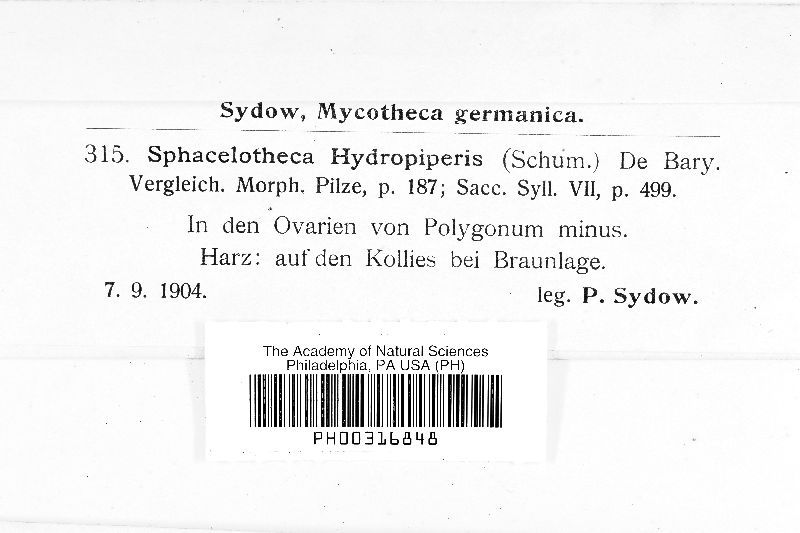 Sydow, Mycotheca germanica.
315. Sphacelotheca Hydropiperis (Schum.) De Bary.
Vergleich. Morph. Pilze, p. 187; Sacc. Syll. VII, p. 499.
In den Ovarien von Polygonum minus.
Harz: auf den Kollies bei Braunlage.
7. 9. 1904. leg. P. Sydow.
The Academy of Natural Sciences
Philadelphia, PA USA (PH)
PH00316848